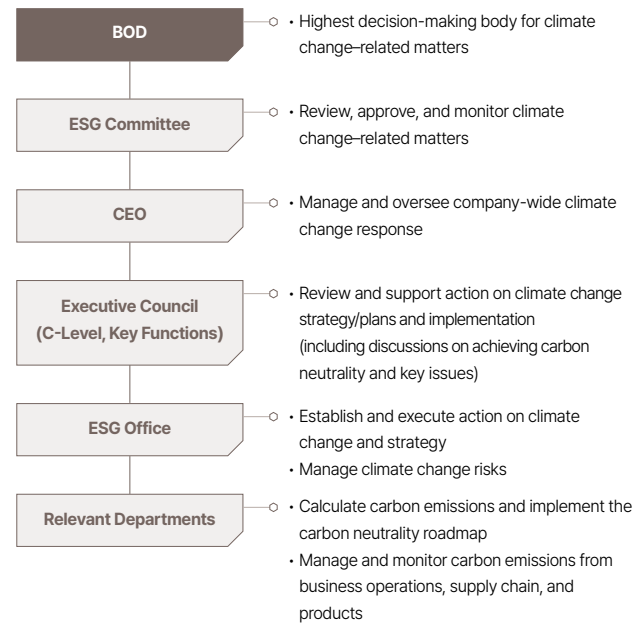 BOD
• Highest decision-making body for climate
change–related matters
ESG Committee
• Review, approve, and monitor climate
change–related matters
CEO
• Manage and oversee company-wide climate
change response
Executive Council
(C-Level, Key Functions)
• Review and support action on climate change
strategy/plans and implementation
(including discussions on achieving carbon
neutrality and key issues)
ESG Office
• Establish and execute action on climate
change and strategy
• Manage climate change risks
Relevant Departments
• Calculate carbon emissions and implement the
carbon neutrality roadmap
• Manage and monitor carbon emissions from
business operations, supply chain, and
products